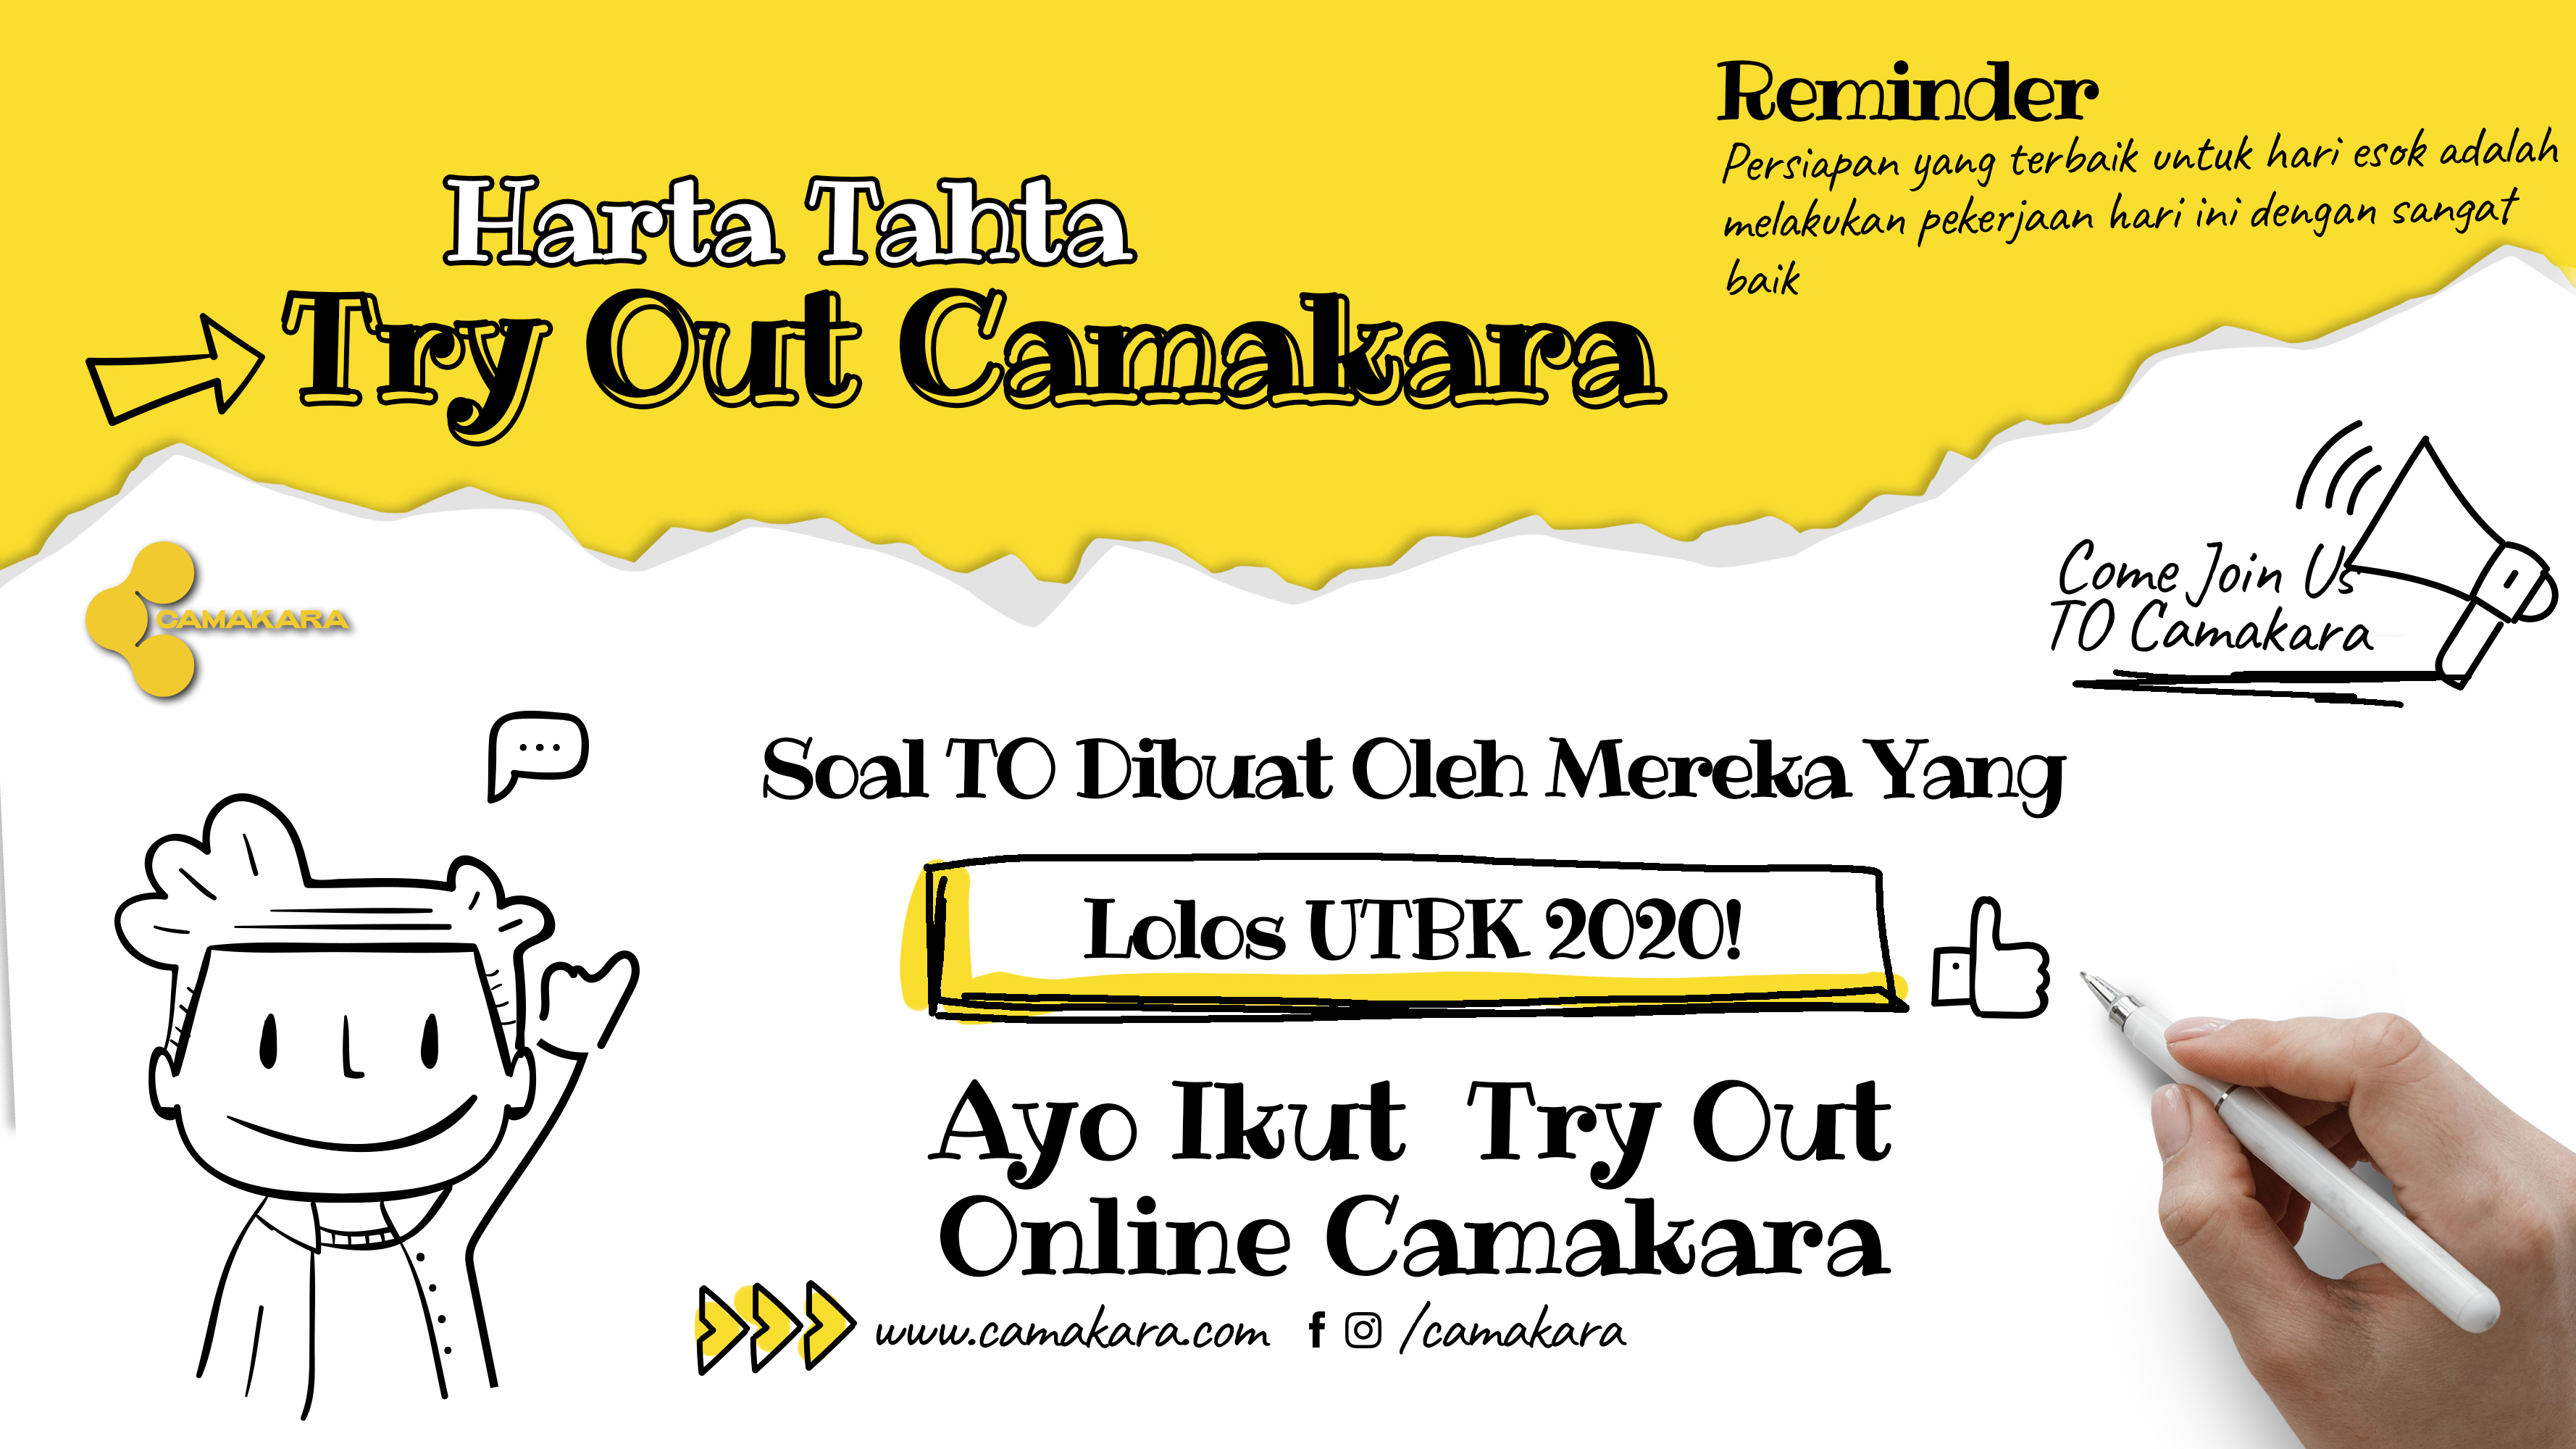 Reminder
Persiapan yang terbaik untuk hari esok adalah
melakukan pekerjaan hari ini dengan sangat
baik
Harta Tahta
Try Out Camakara
CAMAKARA
Come Join Us
TO Camakara
Soal TO Dibuat Oleh Mereka Yang
Lolos UTBK 2020!
Ayo Ikut Try Out
Online Camakara
www.camakara.com f /camakara